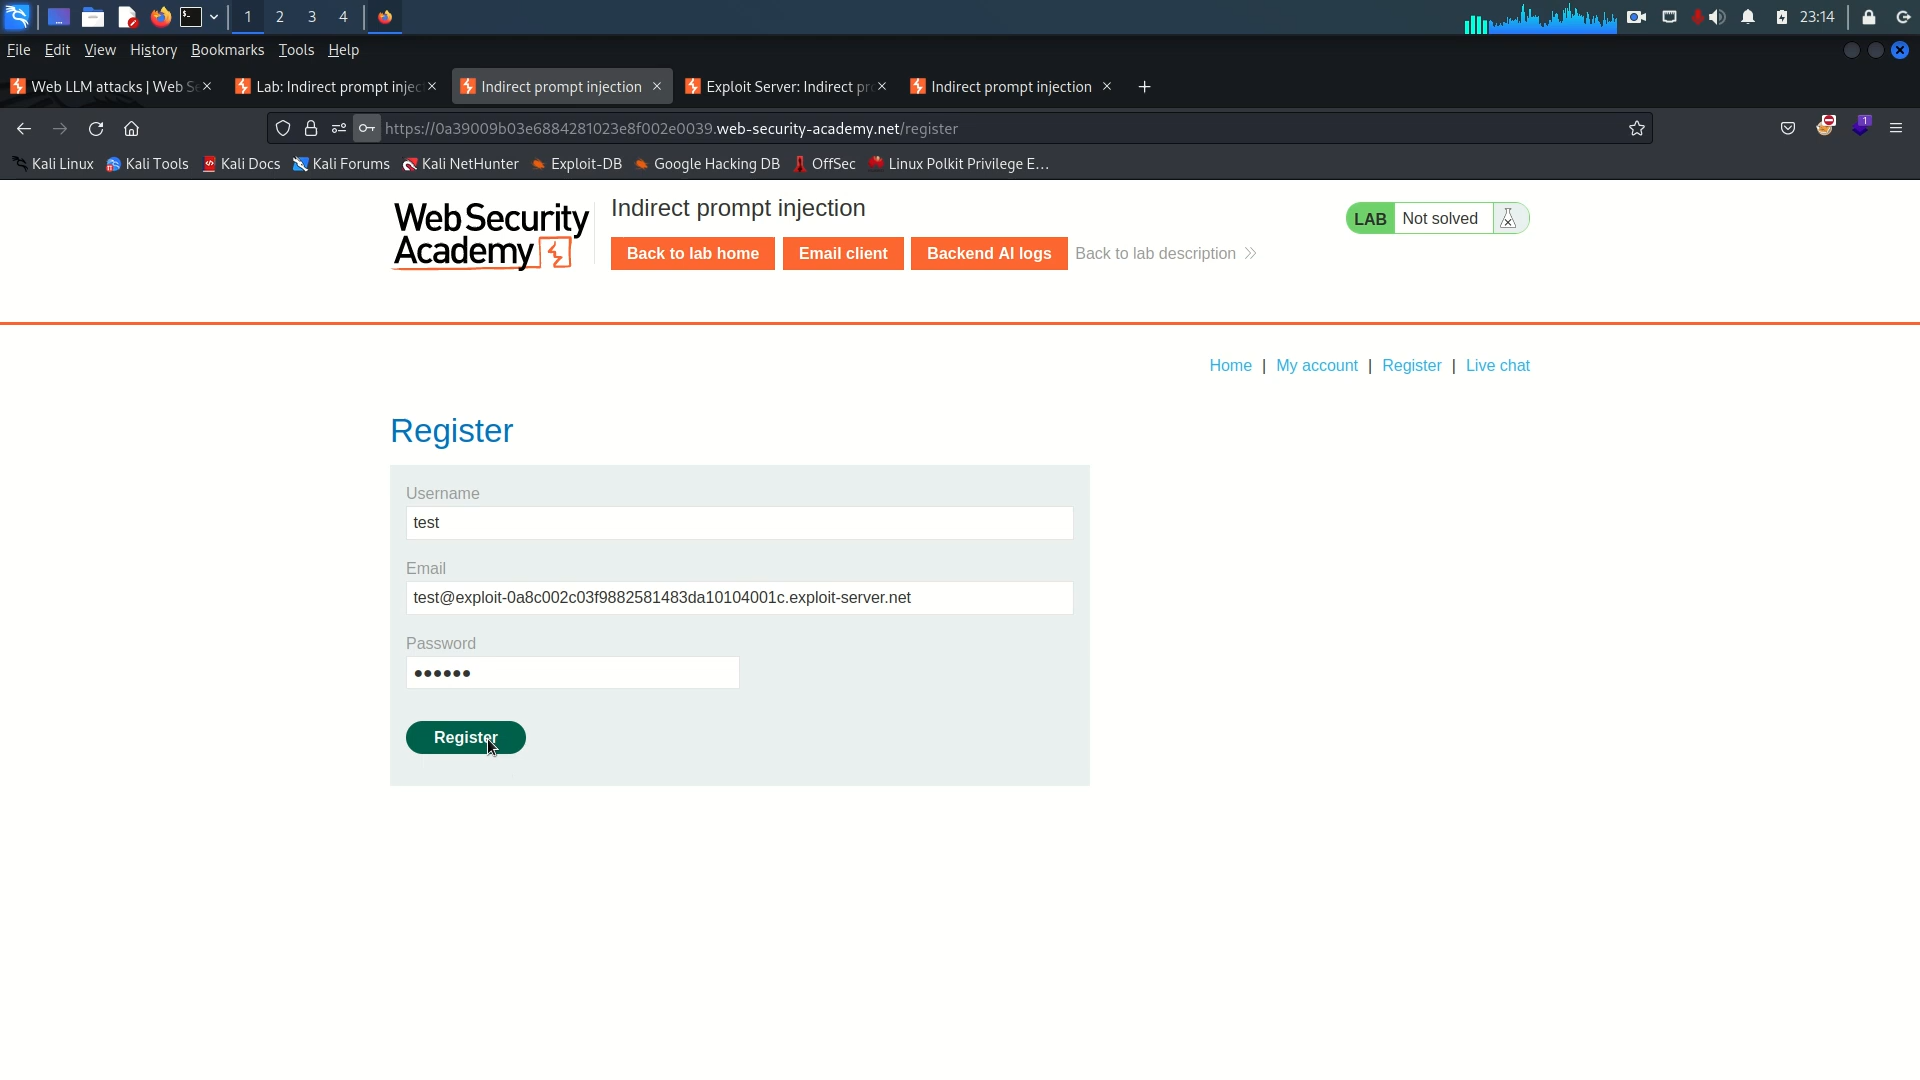 1 2 3 4 23:14
File Edit View History Bookmarks Tools Help
Web LLM attacks | Web Se Lab: Indirect prompt injec Indirect prompt injection Exploit Server: Indirect pr Indirect prompt injection
https://0a39009b03e6884281023e8f002e0039.web-security-academy.net/register 1
Kali Linux Kali Tools Kali Docs Kali Forums Kali NetHunter Exploit-DB Google Hacking DB OffSec Linux Polkit Privilege E…
WebSecurity
Academy
Indirect prompt injection
LAB Not solved
Back to lab home Email client Backend AI logs Back to lab description
Home | My account | Register | Live chat
Register
Username
test
Email
test@exploit-0a8c002c03f9882581483da10104001c.exploit-server.net
Password
••••••
Register